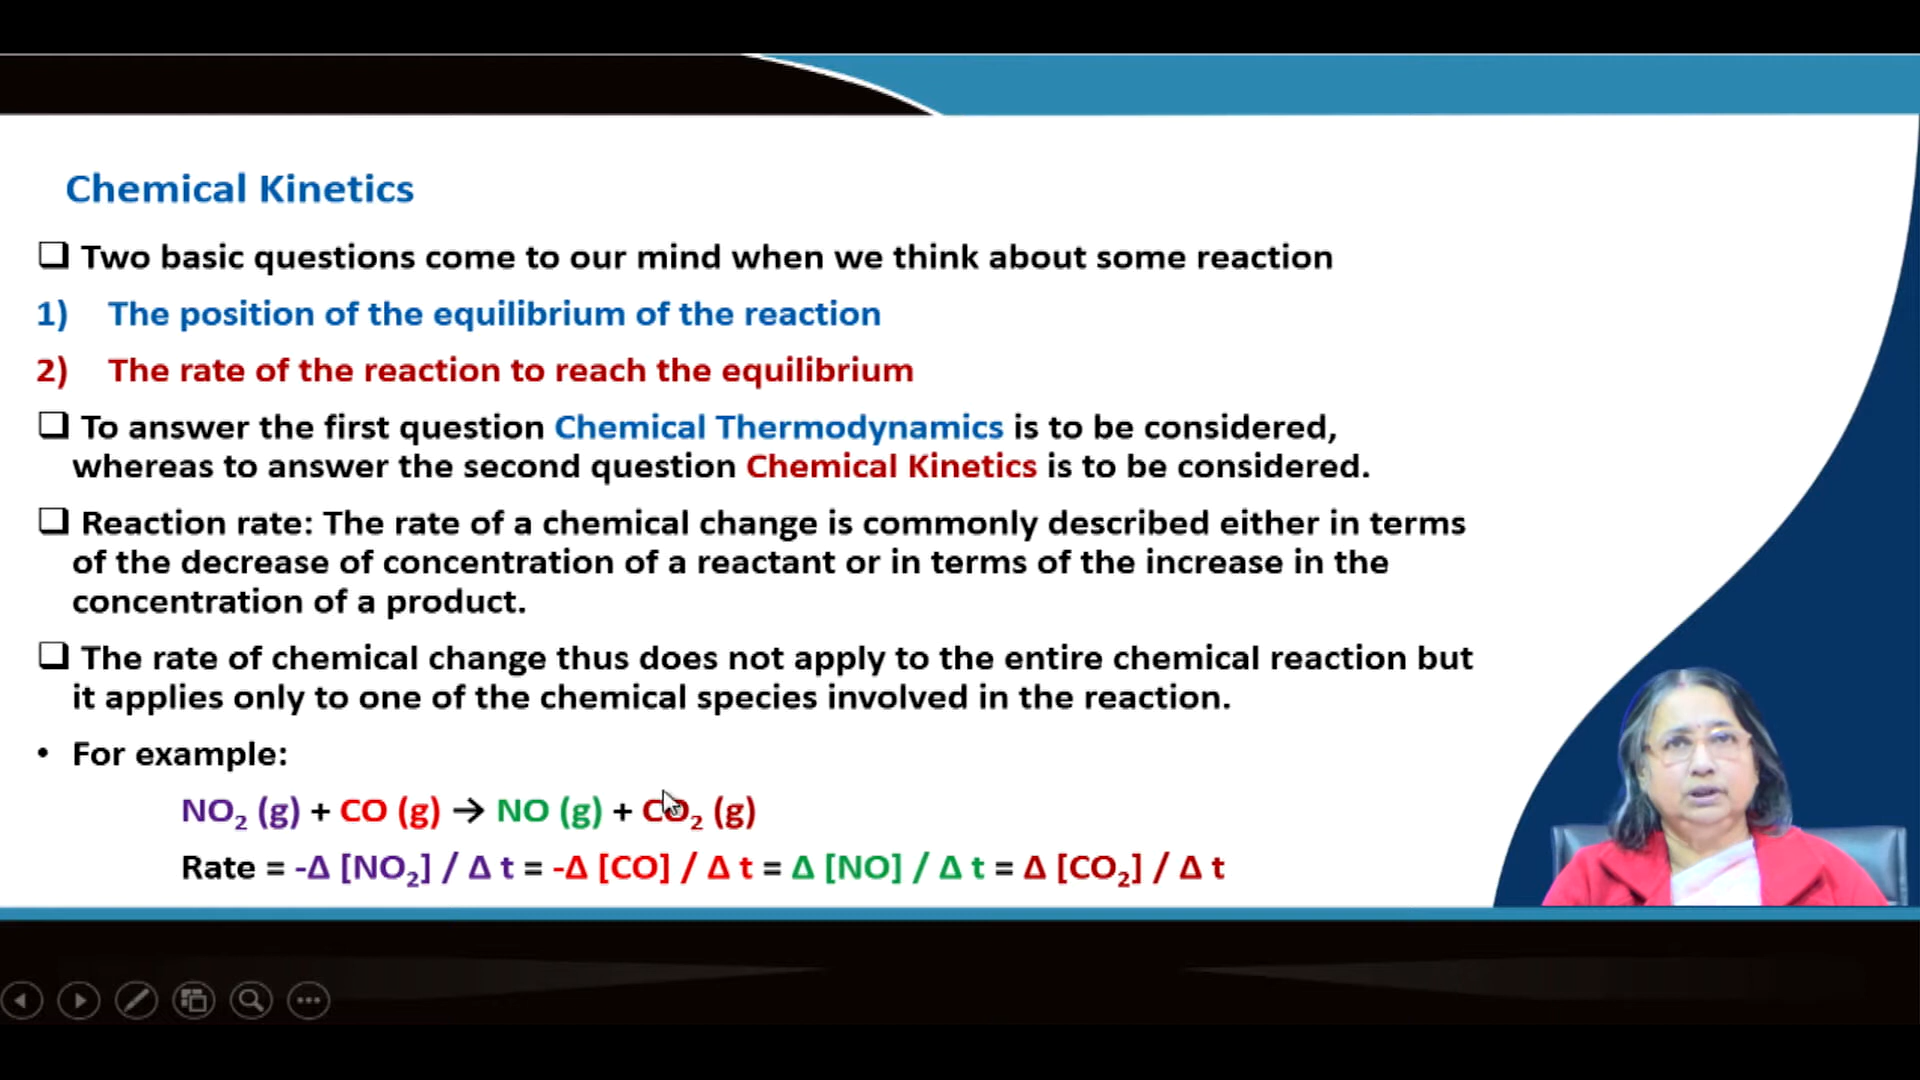 Chemical Kinetics
❑ Two basic questions come to our mind when we think about some reaction
1) The position of the equilibrium of the reaction
2) The rate of the reaction to reach the equilibrium
❑ To answer the first question Chemical Thermodynamics is to be considered,
whereas to answer the second question Chemical Kinetics is to be considered.
❑ Reaction rate: The rate of a chemical change is commonly described either in terms
of the decrease of concentration of a reactant or in terms of the increase in the
concentration of a product.
❑ The rate of chemical change thus does not apply to the entire chemical reaction but
it applies only to one of the chemical species involved in the reaction.
• For example:
NO₂ (g) + CO (g) → NO (g) + CO₂ (g)
Rate = -Δ [NO₂] / Δ t = -Δ [CO] / Δ t = Δ [NO] / Δ t = Δ [CO₂] / Δ t